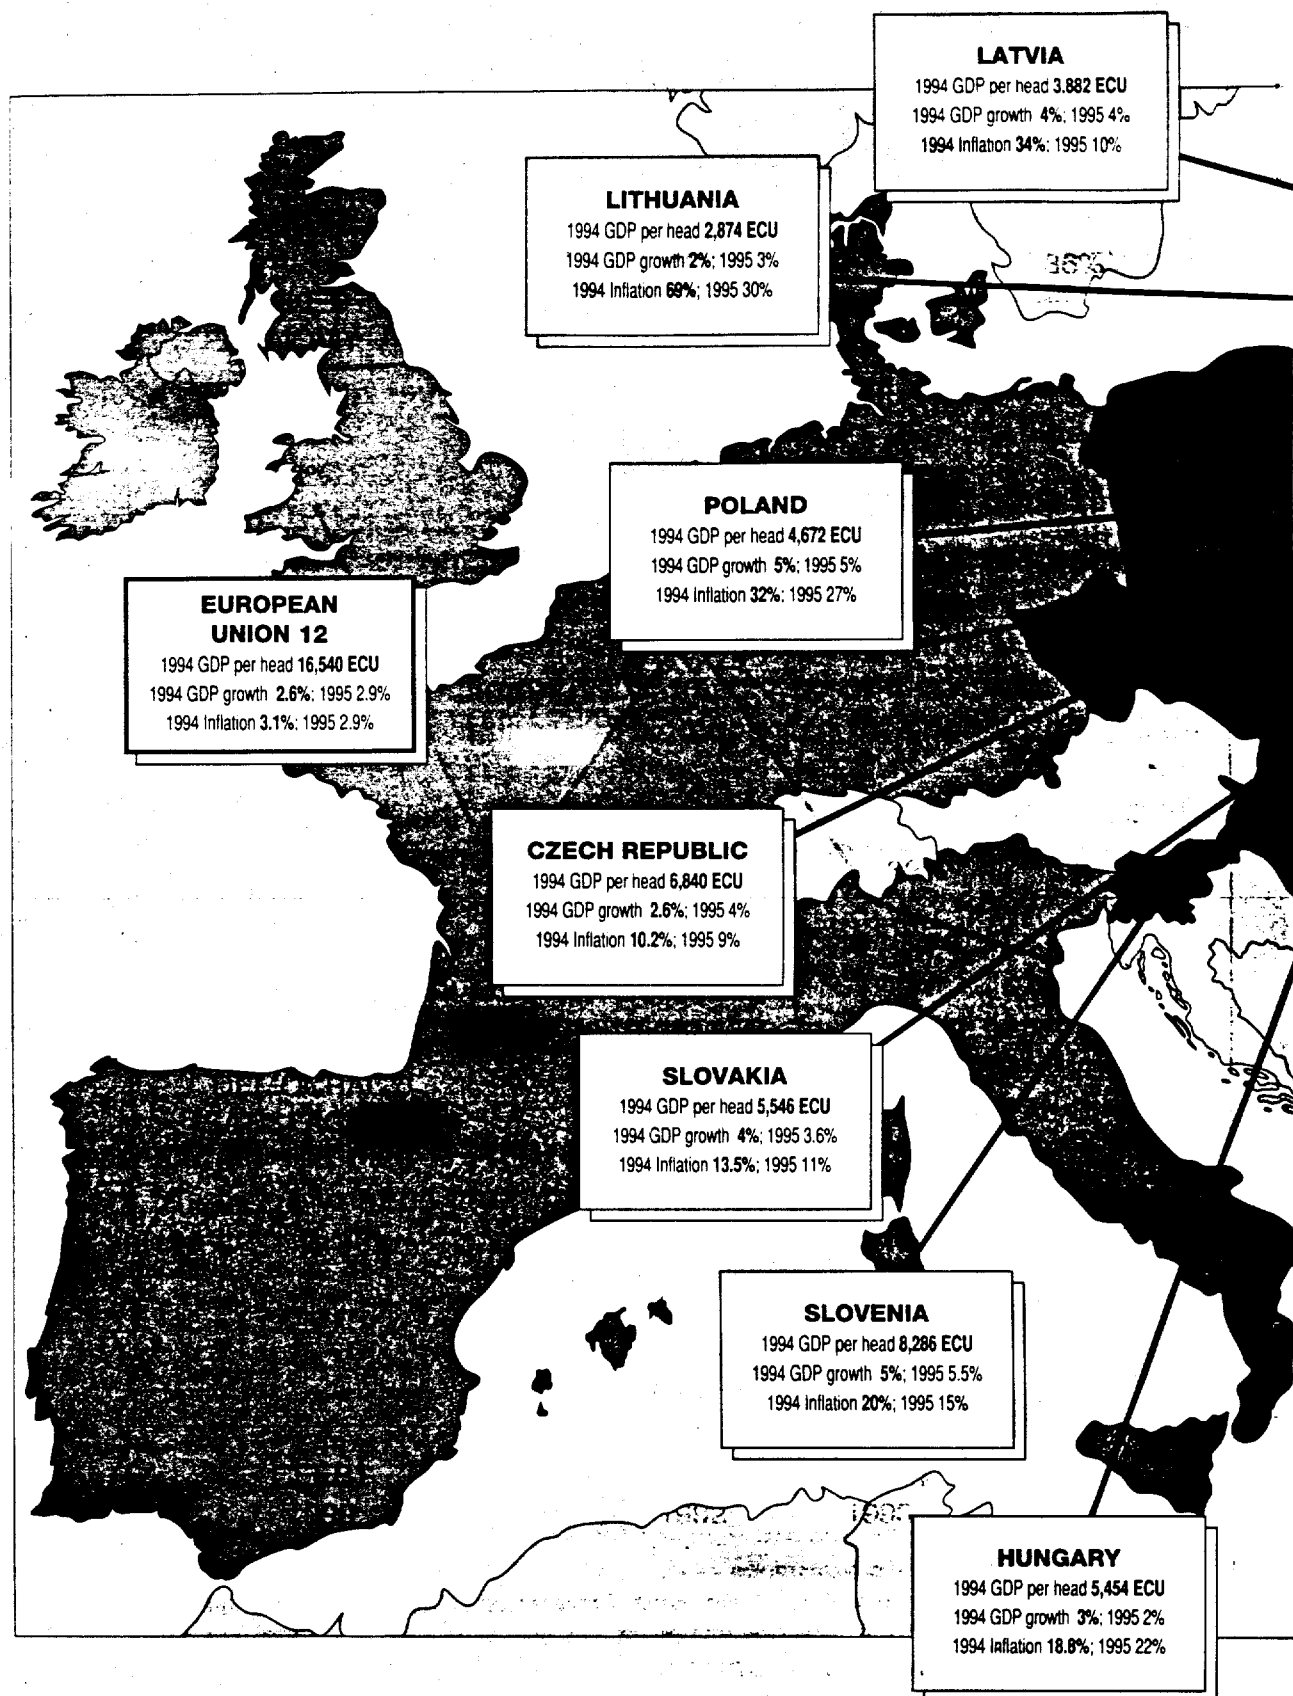 LATVIA
1994 GDP per head 3.882 ECU
1994 GDP growth 4%; 1995 4%
1994 Inflation 34%; 1995 10%
LITHUANIA
1994 GDP per head 2,874 ECU
1994 GDP growth 2%; 1995 3%
1994 Inflation 69%; 1995 30%
POLAND
1994 GDP per head 4,672 ECU
1994 GDP growth 5%; 1995 5%
1994 Inflation 32%; 1995 27%
EUROPEAN
UNION 12
1994 GDP per head 16,540 ECU
1994 GDP growth 2.6%; 1995 2.9%
1994 Inflation 3.1%; 1995 2.9%
CZECH REPUBLIC
1994 GDP per head 6,840 ECU
1994 GDP growth 2.6%; 1995 4%
1994 Inflation 10.2%; 1995 9%
SLOVAKIA
1994 GDP per head 5,546 ECU
1994 GDP growth 4%; 1995 3.6%
1994 Inflation 13.5%; 1995 11%
SLOVENIA
1994 GDP per head 8,286 ECU
1994 GDP growth 5%; 1995 5.5%
1994 Inflation 20%; 1995 15%
HUNGARY
1994 GDP per head 5,454 ECU
1994 GDP growth 3%; 1995 2%
1994 Inflation 18.8%; 1995 22%